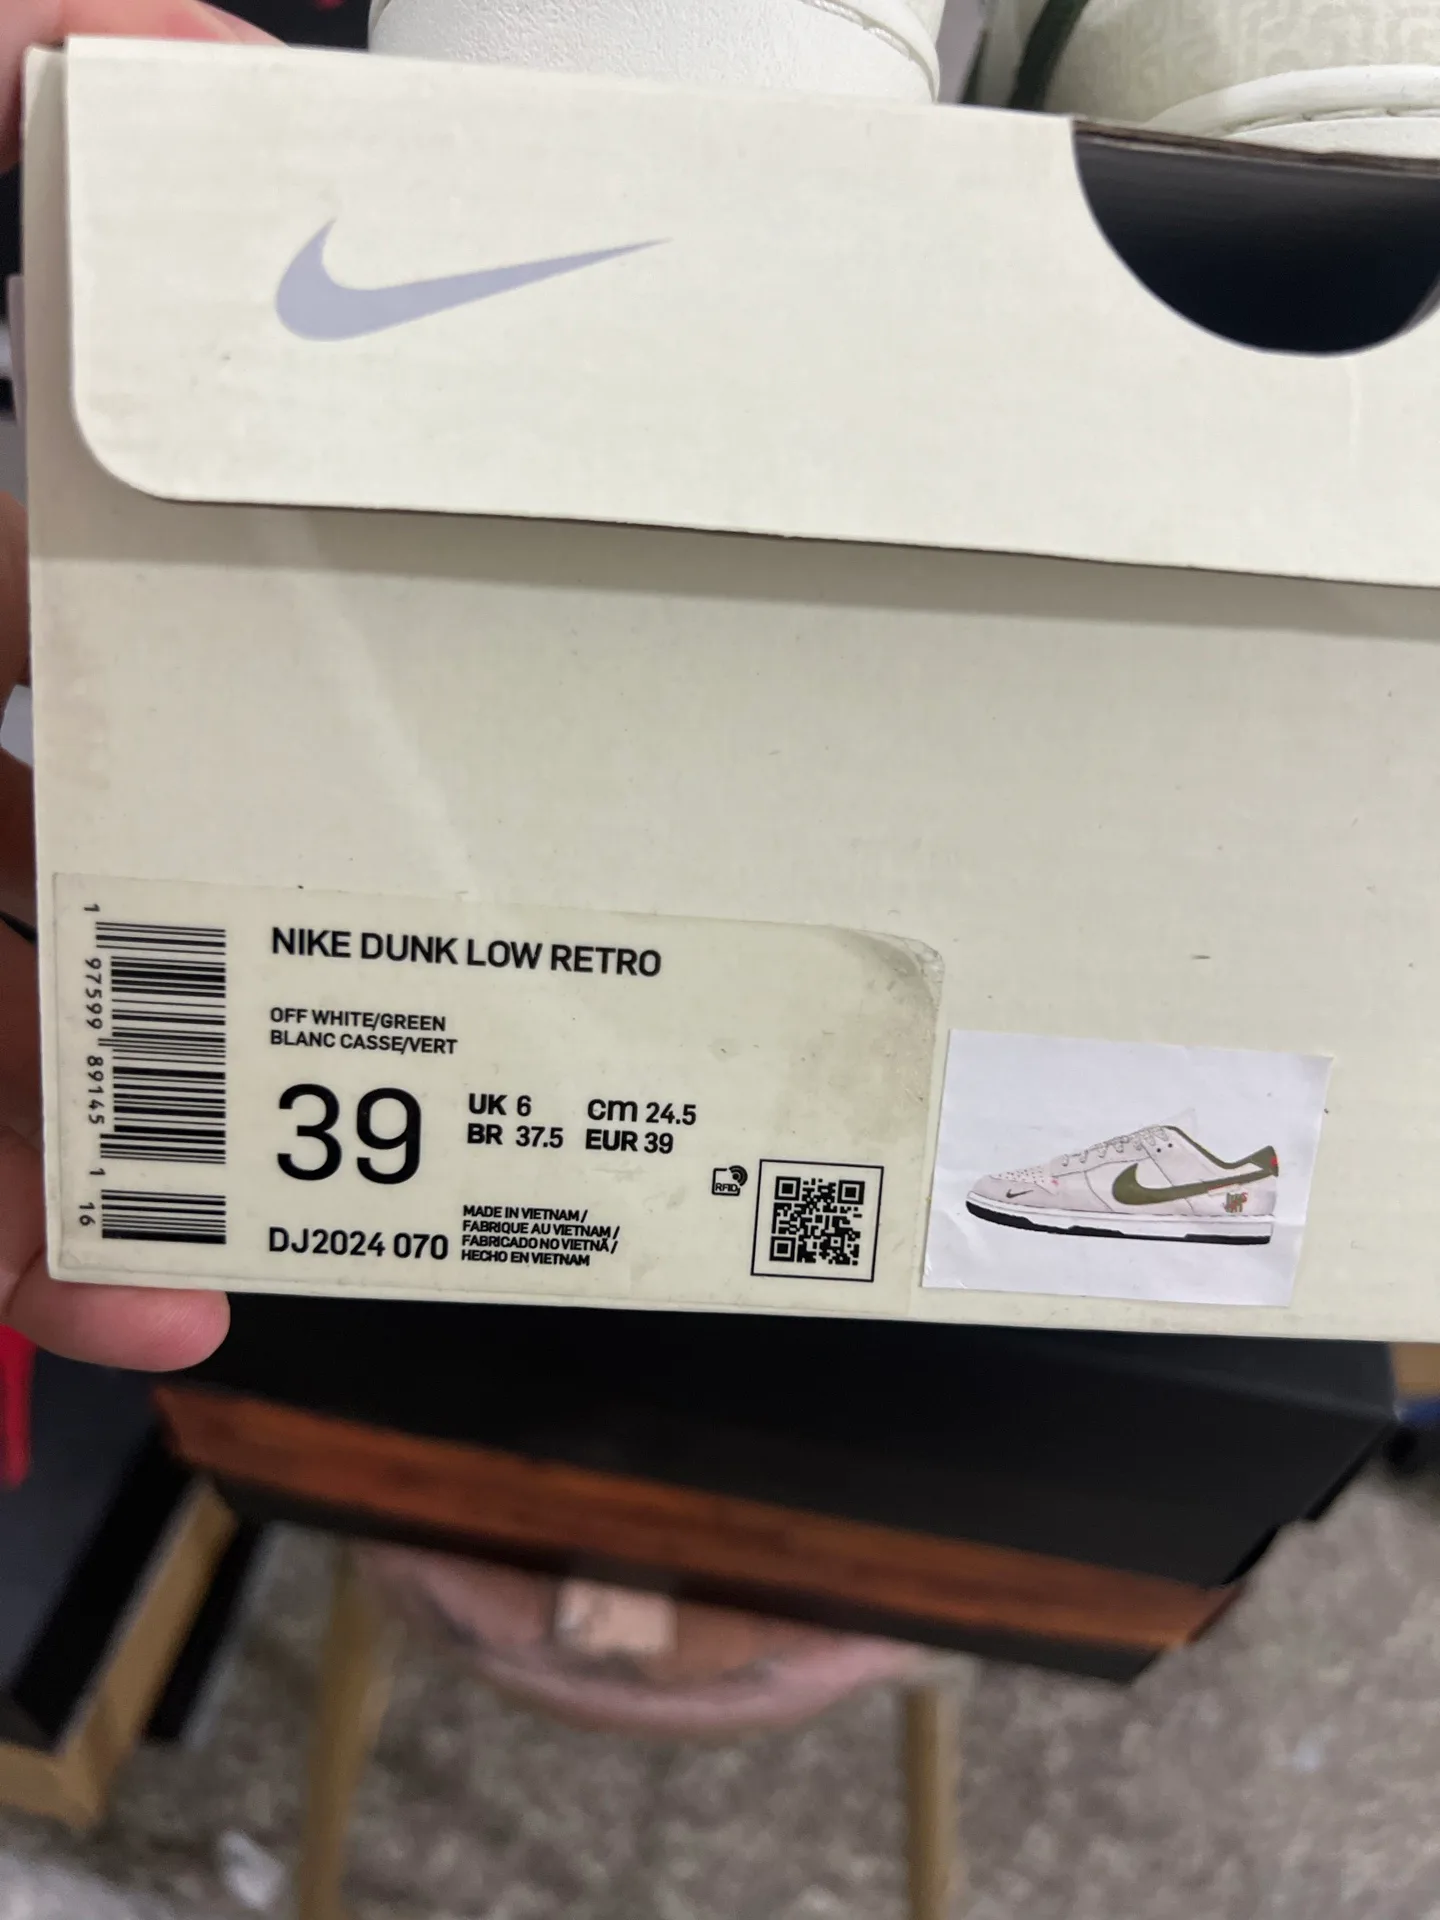 NIKE DUNK LOW RETRO
OFF WHITE/GREEN
BLANC CASSE/VERT
39
UK 6 cm 24.5
BR 37.5 EUR 39
DJ2024 070
MADE IN VIETNAM/
FABRIQUE AU VIETNAM/
FABRICADO NO VIETNÃ/
HECHO EN VIETNAM
RFID
1 97599 89145 1 16